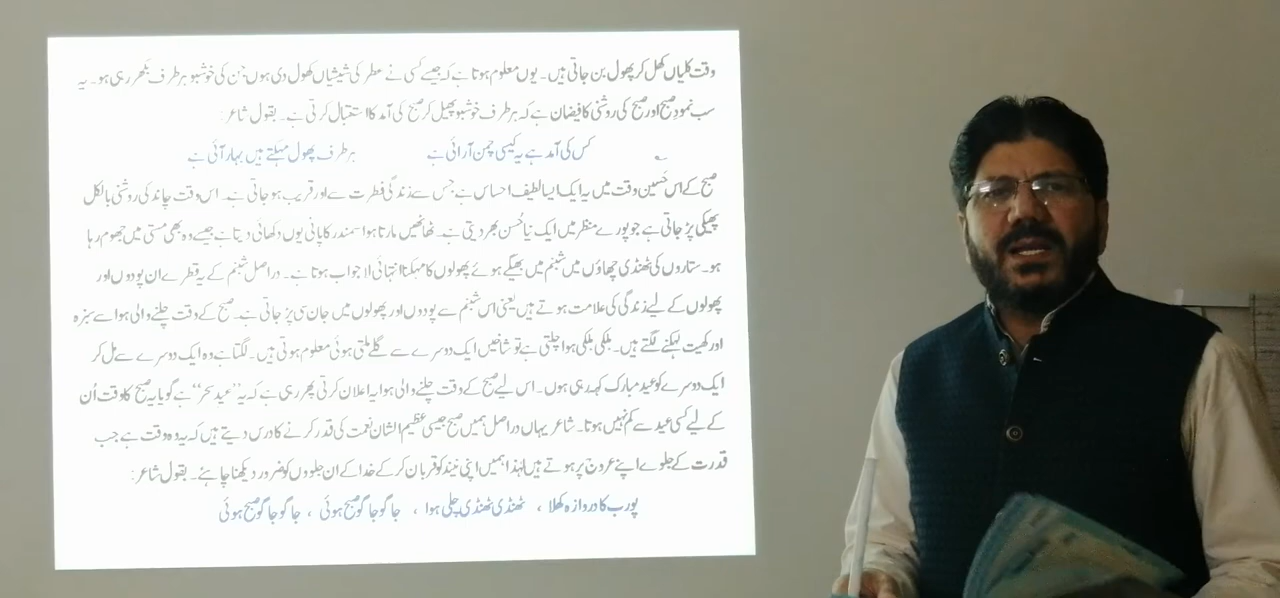 وقت کلیاں کھل کر پھول بن جاتی ہیں۔ یوں معلوم ہوتا ہے کہ جیسے کسی نے عطر کی شیشیاں کھول دی ہوں جن کی خوشبو ہر طرف بکھر رہی ہو۔ یہ
سب نمودِ صبح اور صبح کی روشنی کا فیضان ہے کہ ہر طرف خوشبو پھیل کر صبح کی آمد کا استقبال کرتی ہے۔ بقول شاعر:
کس کی آمد ہے یہ کیسی چمن آرائی ہے ہر طرف پھول مہکتے ہیں بہار آئی ہے
صبح کے اس حَسین وقت میں یہ ایک ایسا لطیف احساس ہے جس سے زندگی فطرت سے اور قریب ہو جاتی ہے۔ اس وقت چاند کی روشنی بالکل
پھیکی پڑ جاتی ہے جو پورے منظر میں ایک نیا حُسن بھر دیتی ہے۔ ٹھاٹھیں مارتا ہوا سمندر کا پانی یوں دکھائی دیتا ہے جیسے وہ بھی مستی میں جھوم رہا
ہو۔ ستاروں کی ٹھنڈی چھاؤں میں شبنم میں بھیگے ہوئے پھولوں کا مہکنا انتہائی لاجواب ہوتا ہے۔ دراصل شبنم کے یہ قطرے ان پودوں اور
پھولوں کے لیے زندگی کی علامت ہوتے ہیں یعنی اس شبنم سے پودوں اور پھولوں میں جان سی پڑ جاتی ہے۔ صبح کے وقت چلنے والی ہوا سے سبزہ
اور کھیت لہکنے لگتے ہیں۔ ہلکی ہلکی ہوا چلتی ہے تو شاخیں ایک دوسرے سے گلے ملتی ہوئی معلوم ہوتی ہیں۔ لگتا ہے وہ ایک دوسرے سے مل کر
ایک دوسرے کو عید مبارک کہہ رہی ہوں۔ اس لیے صبح کے وقت چلنے والی ہوا یہ اعلان کرتی پھر رہی ہے کہ یہ ”عیدِ سحر“ ہے گویا یہ صبح کا وقت اُن
کے لیے کسی عید سے کم نہیں ہوتا۔ شاعر یہاں دراصل ہمیں صبح جیسی عظیم الشان نعمت کی قدر کرنے کا درس دیتے ہیں کہ یہ وہ وقت ہے جب
قدرت کے جلوے اپنے عروج پر ہوتے ہیں لہٰذا ہمیں اپنی نیند کو قربان کر کے خدا کے ان جلووں کو ضرور دیکھنا چاہئے۔ بقول شاعر:
پورب کا دروازہ کھلا ، ٹھنڈی ٹھنڈی چلی ہوا ، جاگو جاگو صبح ہوئی ، جاگو جاگو صبح ہوئی